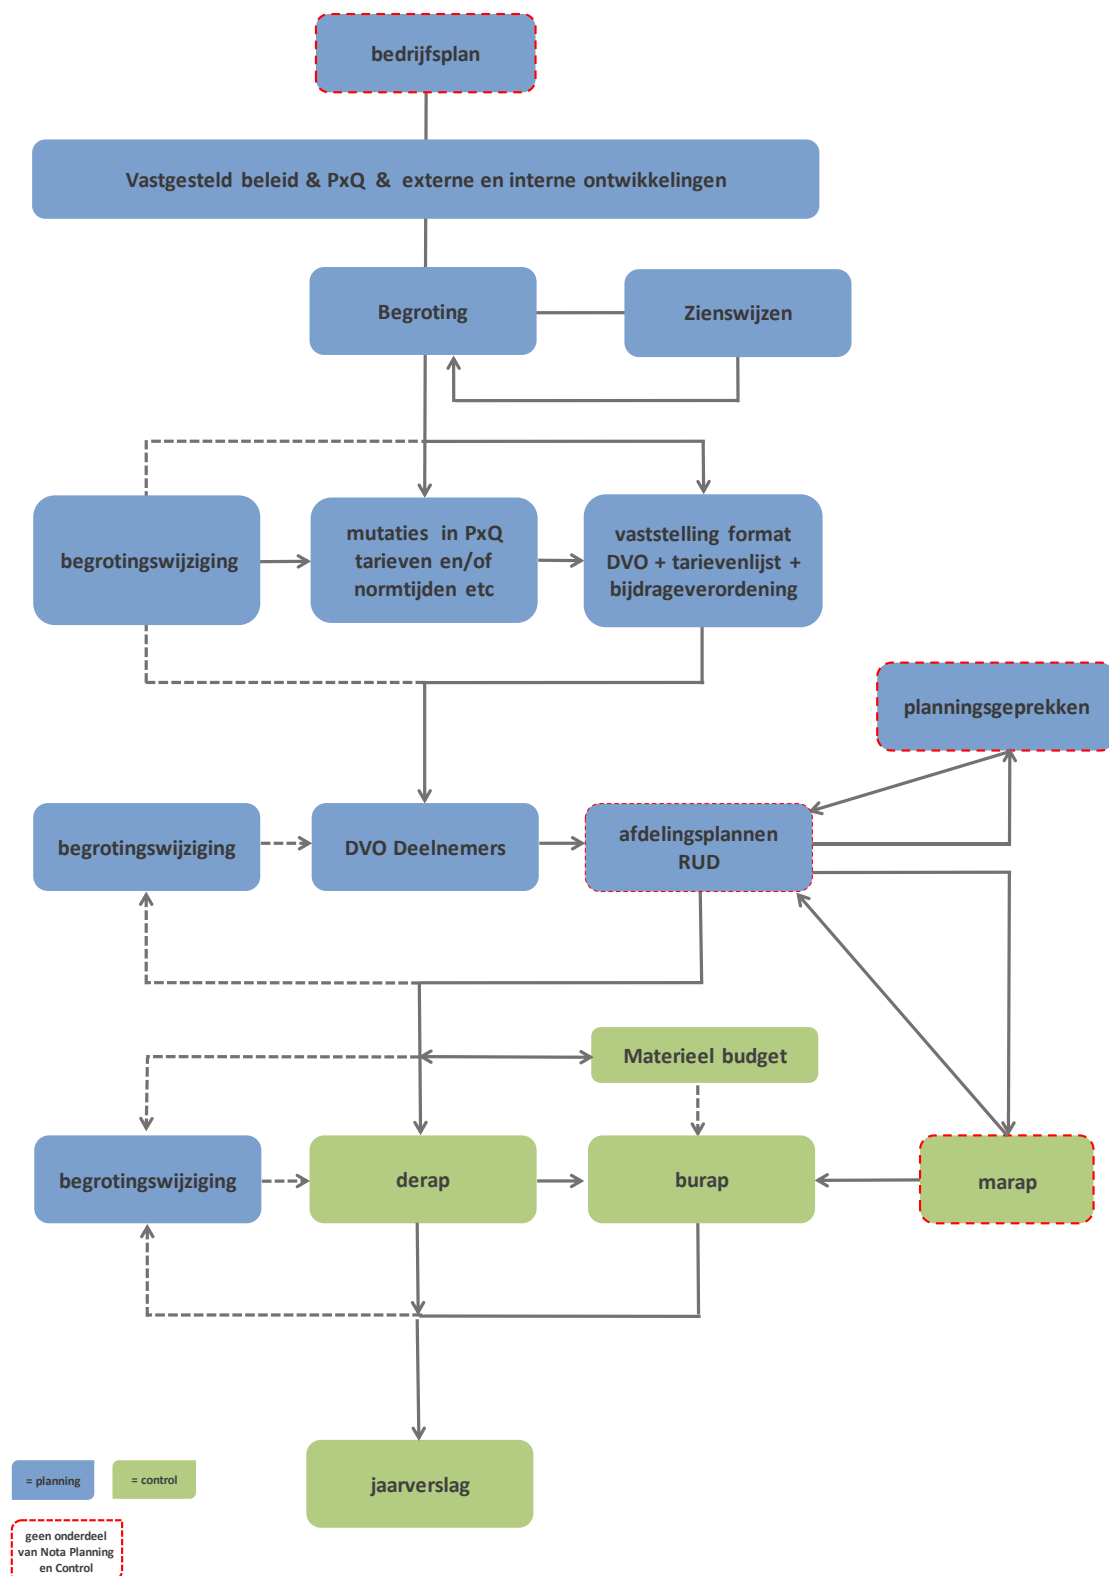 bedrijfsplan
Vastgesteld beleid & PxQ & externe en interne ontwikkelingen
Begroting
Zienswijzen
begrotingswijziging
mutaties in PxQ
tarieven en/of
normtijden etc
vaststelling format
DVO + tarievenlijst +
bijdrageverordening
planningsgeprekken
begrotingswijziging
DVO Deelnemers
afdelingsplannen
RUD
Materieel budget
begrotingswijziging
derap
burap
marap
jaarverslag
= planning
= control
geen onderdeel
van Nota Planning
en Control